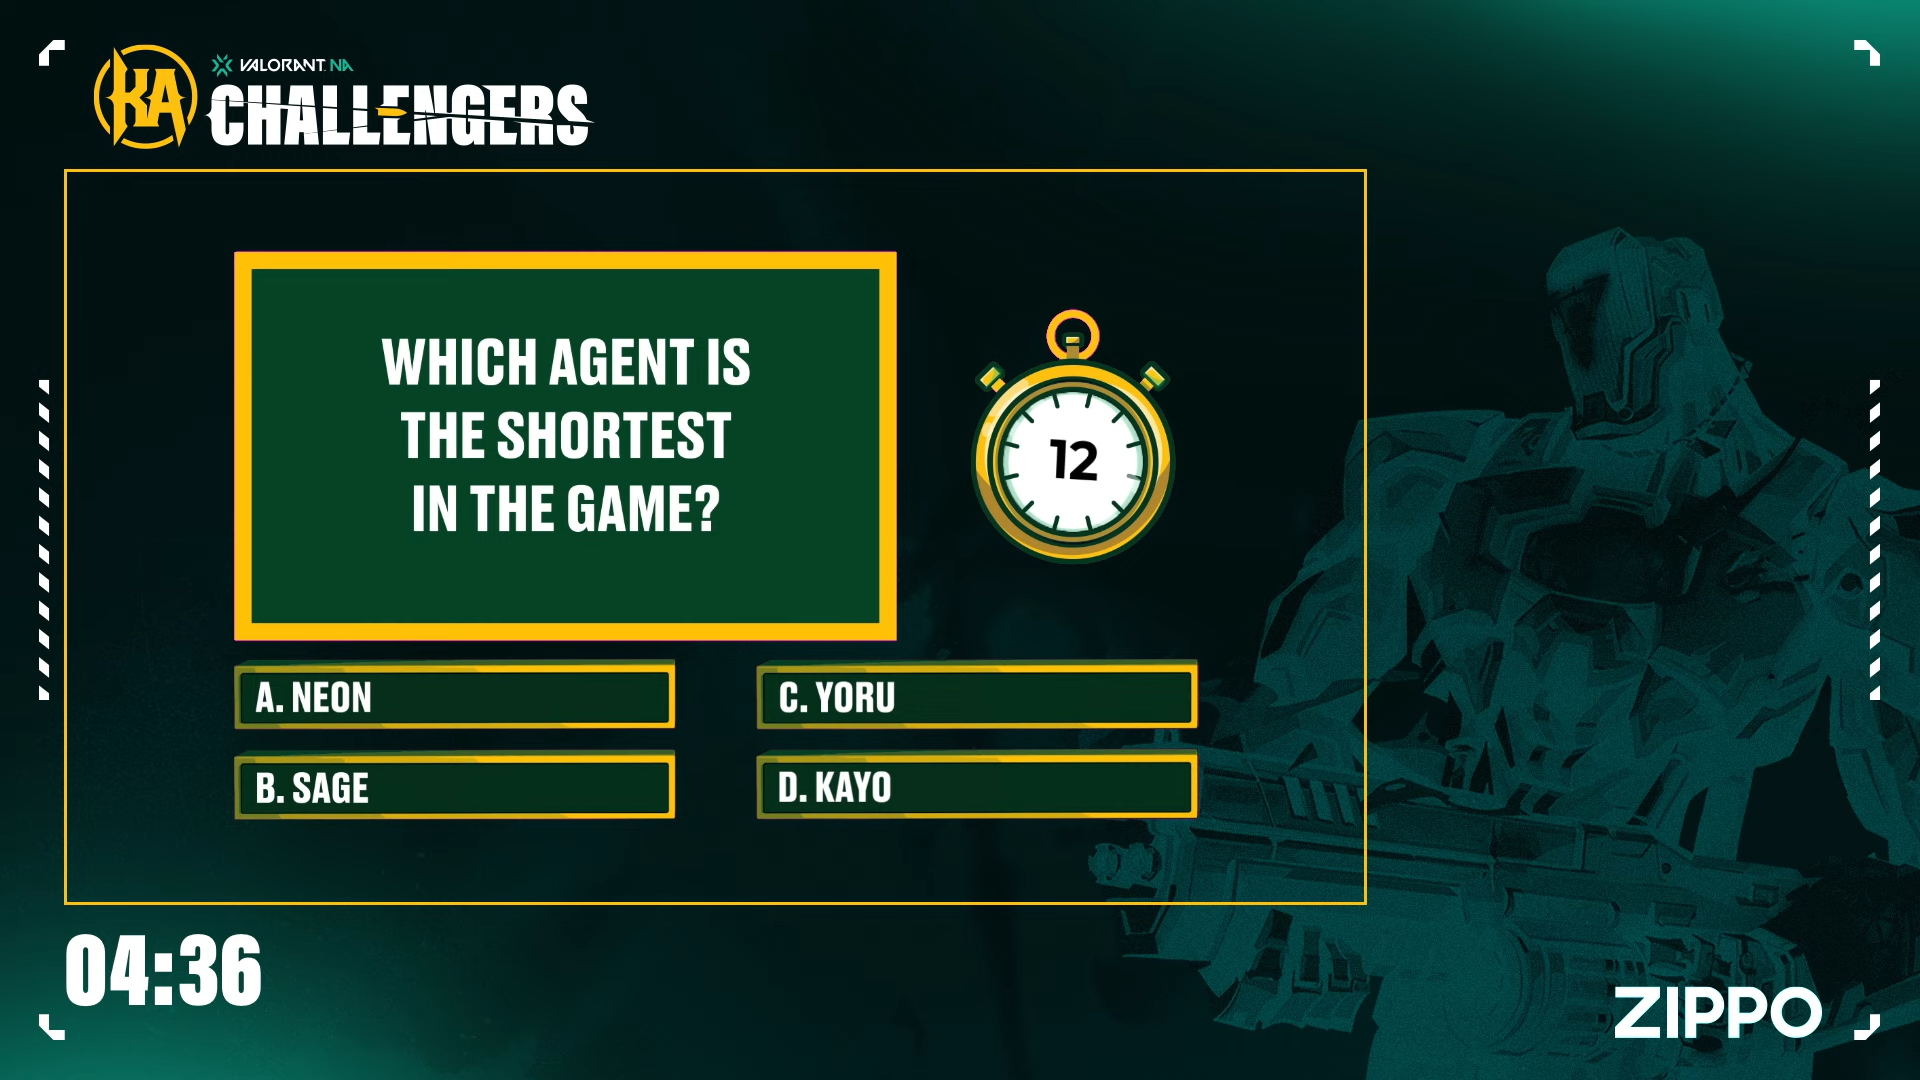 KA
VALORANT NA
CHALLENGERS
WHICH AGENT IS
THE SHORTEST
IN THE GAME?
12
A. NEON
C. YORU
B. SAGE
D. KAYO
04:36
ZIPPO